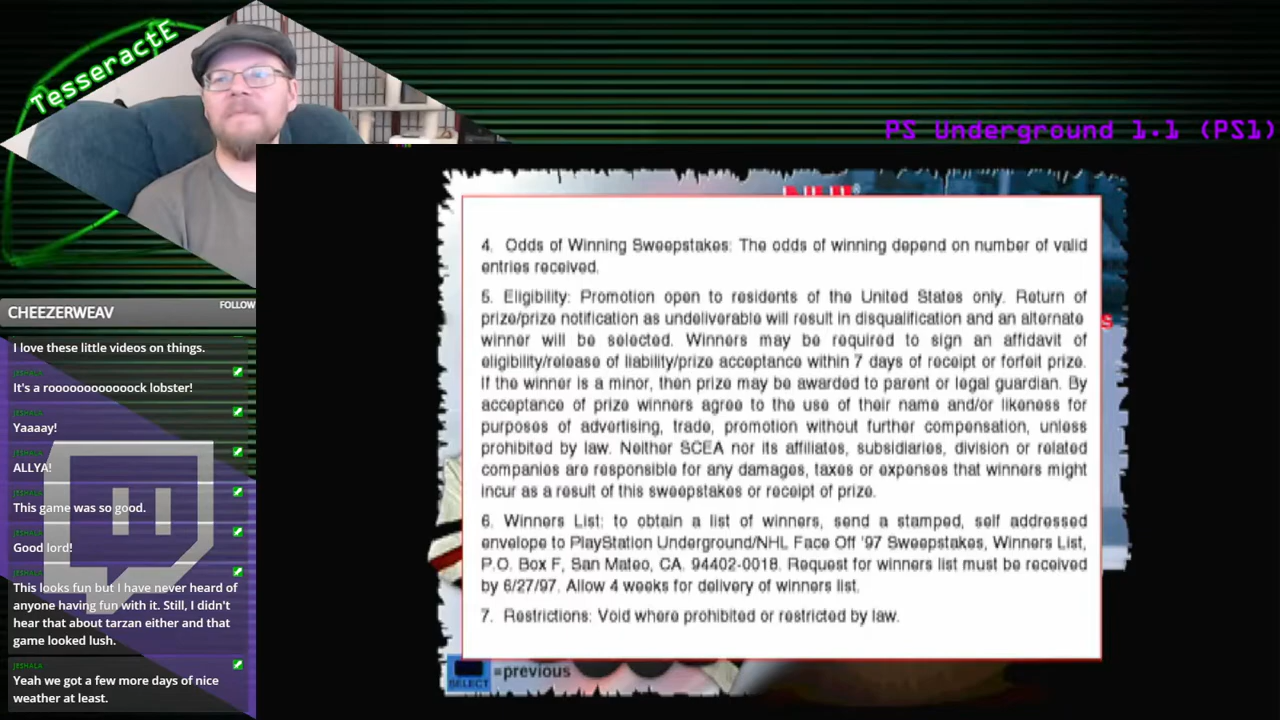 TesseractE
PS Underground 1.1 (PS1)
CHEEZERWEAV
FOLLOW
I love these little videos on things.
JESHALA
It's a rooooooooooock lobster!
JESHALA
Yaaaay!
JESHALA
ALLYA!
JESHALA
This game was so good.
JESHALA
Good lord!
JESHALA
This looks fun but I have never heard of
anyone having fun with it. Still, I didn't
hear that about tarzan either and that
game looked lush.
JESHALA
Yeah we got a few more days of nice
weather at least.
4. Odds of Winning Sweepstakes: The odds of winning depend on number of valid
entries received.
5. Eligibility: Promotion open to residents of the United States only. Return of
prize/prize notification as undeliverable will result in disqualification and an alternate
winner will be selected. Winners may be required to sign an affidavit of
eligibility/release of liability/prize acceptance within 7 days of receipt or forfeit prize.
If the winner is a minor, then prize may be awarded to parent or legal guardian. By
acceptance of prize winners agree to the use of their name and/or likeness for
purposes of advertising, trade, promotion without further compensation, unless
prohibited by law. Neither SCEA nor its affiliates, subsidiaries, division or related
companies are responsible for any damages, taxes or expenses that winners might
incur as a result of this sweepstakes or receipt of prize.
6. Winners List: to obtain a list of winners, send a stamped, self addressed
envelope to PlayStation Underground/NHL Face Off '97 Sweepstakes, Winners List,
P.O. Box F, San Mateo, CA. 94402-0018. Request for winners list must be received
by 6/27/97. Allow 4 weeks for delivery of winners list.
7. Restrictions: Void where prohibited or restricted by law.
SELECT
=previous